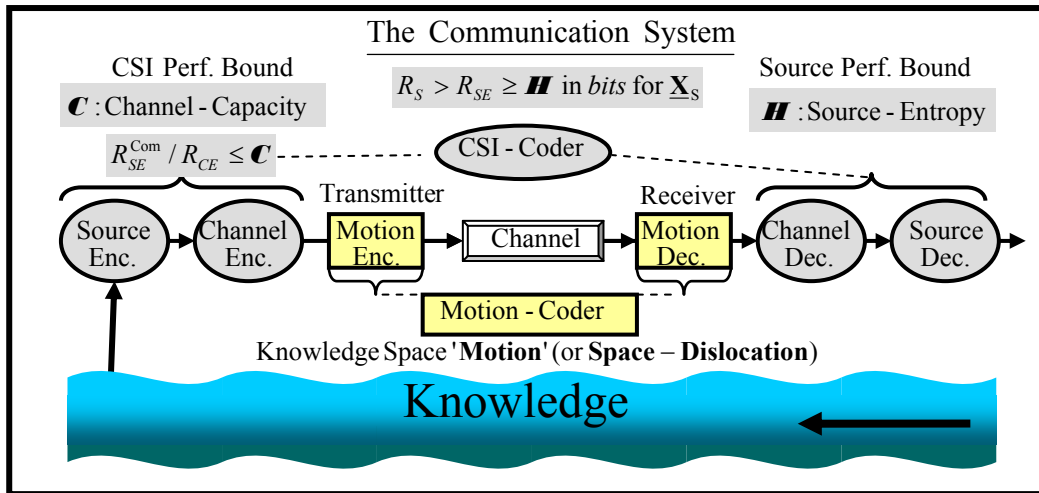 The Communication System
CSI Perf. Bound
C : Channel - Capacity
R_S > R_SE ≥ H in bits for X_S
Source Perf. Bound
H : Source - Entropy
R_SE^Com / R_CE ≤ C
CSI - Coder
Transmitter
Receiver
Source
Enc.
Channel
Enc.
Motion
Enc.
Channel
Motion
Dec.
Channel
Dec.
Source
Dec.
Motion - Coder
Knowledge Space 'Motion' (or Space – Dislocation)
Knowledge